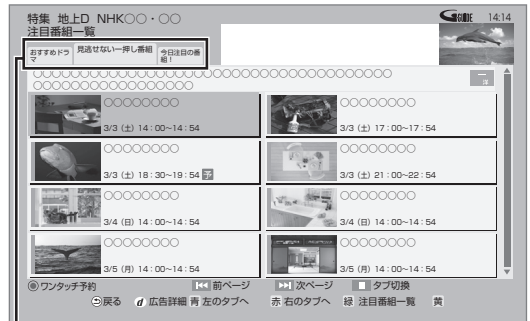 特集 地上D NHK○○・○○
GGUIDE 14:14
注目番組一覧
おすすめドラマ
見逃せない一押し番組
今日注目の番組!
○○○○○○○○○○○○○○○○○○○○○○○○○○○○○○○○○○○○○○
○○○○○○○○○○○○○○○○○
○○○○○○○○
3/3 (土) 14:00~14:54
○○○○○○○○
3/3 (土) 17:00~17:54
○○○○○○○○
3/3 (土) 18:30~19:54 予
○○○○○○○○
3/3 (土) 21:00~22:54
○○○○○○○○
3/4 (日) 14:00~14:54
○○○○○○○○
3/4 (日) 14:00~14:54
○○○○○○○○
3/5 (月) 14:00~14:54
○○○○○○○○
3/5 (月) 14:00~14:54
ワンタッチ予約 前ページ 次ページ タブ切換
戻る d 広告詳細 青 左のタブへ 赤 右のタブへ 緑 注目番組一覧 黄